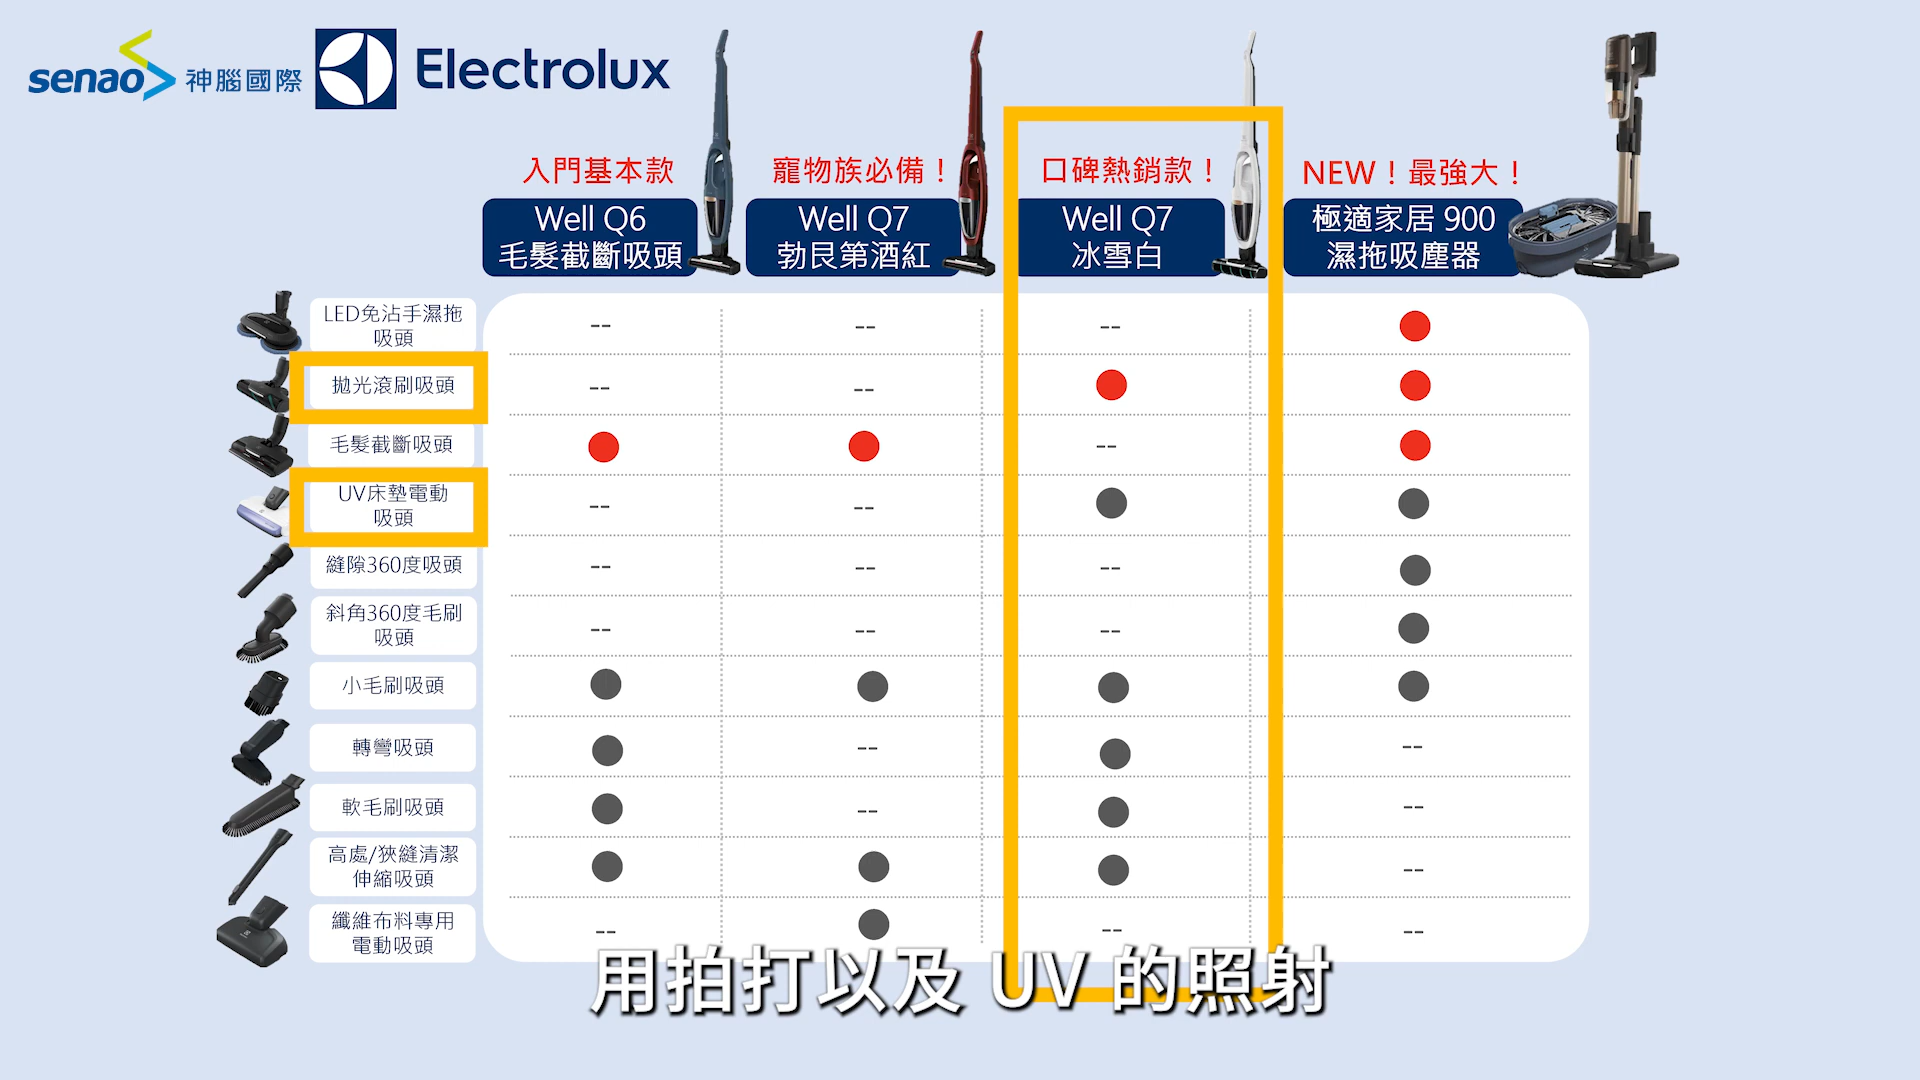 senao 神腦國際
Electrolux
入門基本款
寵物族必備！
口碑熱銷款！
NEW！最強大！
Well Q6
毛髮截斷吸頭
Well Q7
勃艮第酒紅
Well Q7
冰雪白
極適家居 900
濕拖吸塵器
LED免沾手濕拖
吸頭
-- -- --
拋光滾刷吸頭
-- --
毛髮截斷吸頭
--
UV床墊電動
吸頭
-- --
縫隙360度吸頭
-- -- --
斜角360度毛刷
吸頭
-- -- --
小毛刷吸頭
轉彎吸頭
-- --
軟毛刷吸頭
-- --
高處/狹縫清潔
伸縮吸頭
--
纖維布料專用
電動吸頭
-- -- --
用拍打以及 UV 的照射